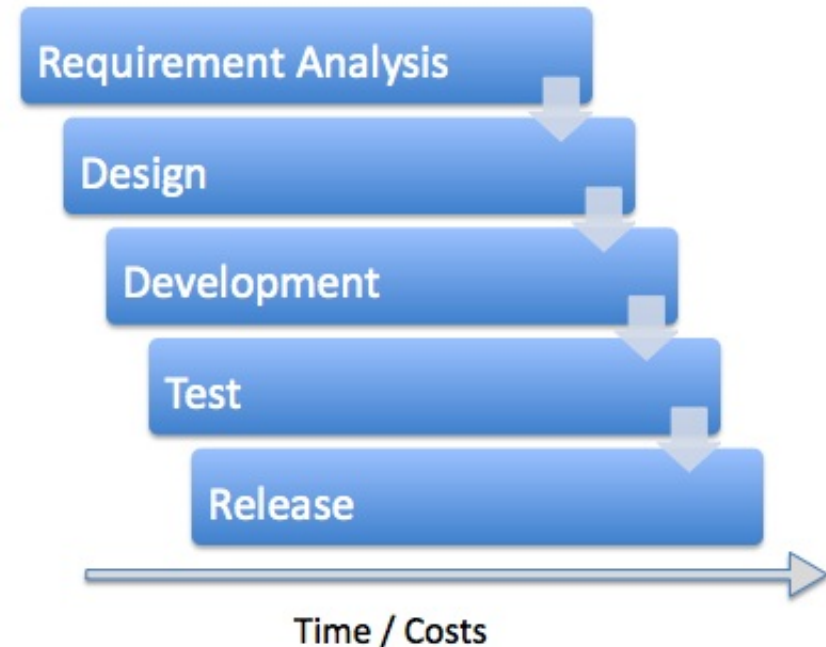 Requirement Analysis
Design
Development
Test
Release
Time / Costs